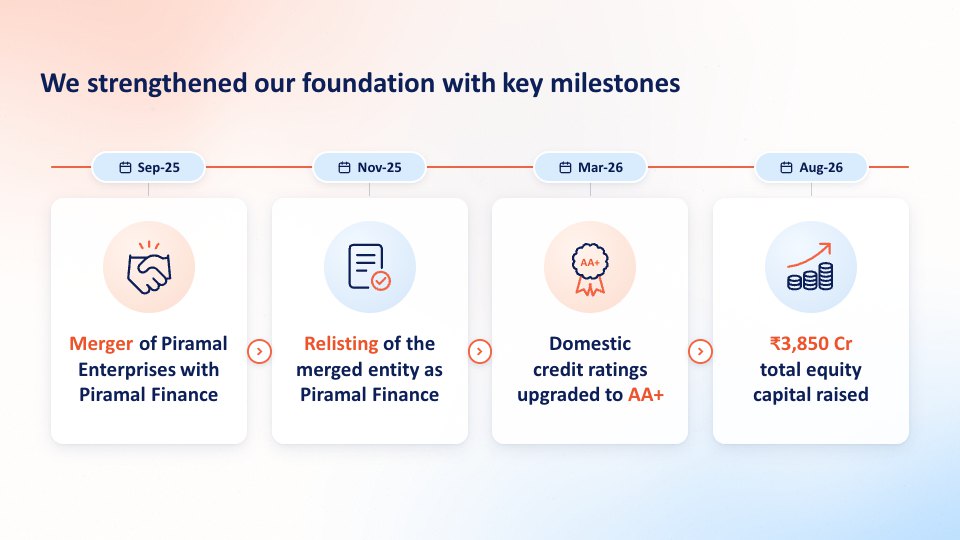 We strengthened our foundation with key milestones
Sep-25
Nov-25
Mar-26
Aug-26
Merger of Piramal
Enterprises with
Piramal Finance
Relisting of the
merged entity as
Piramal Finance
AA+
Domestic
credit ratings
upgraded to AA+
₹3,850 Cr
total equity
capital raised